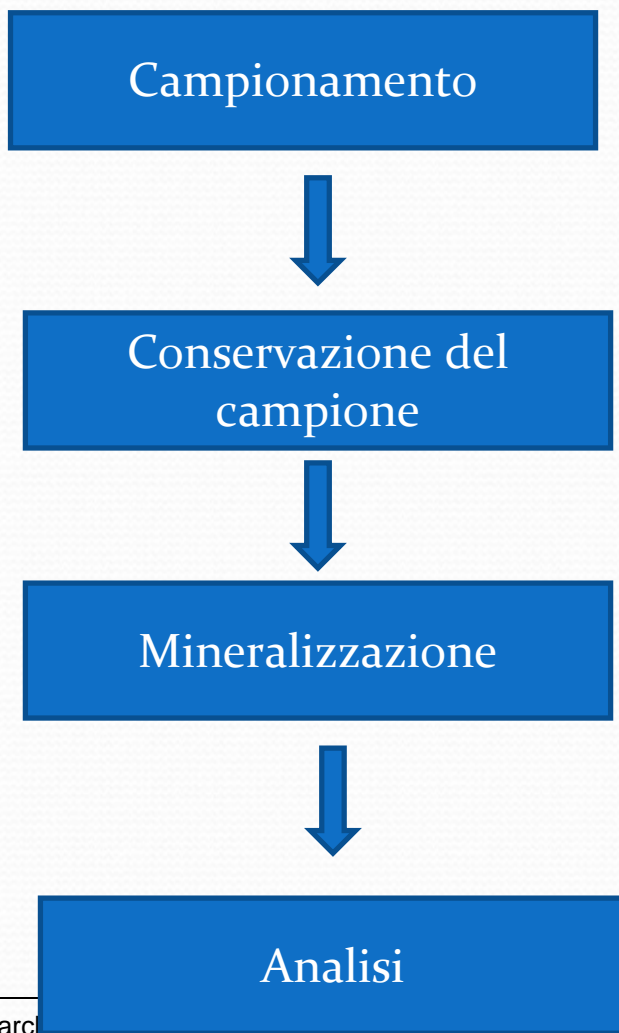 Campionamento
Conservazione del
campione
Mineralizzazione
Analisi